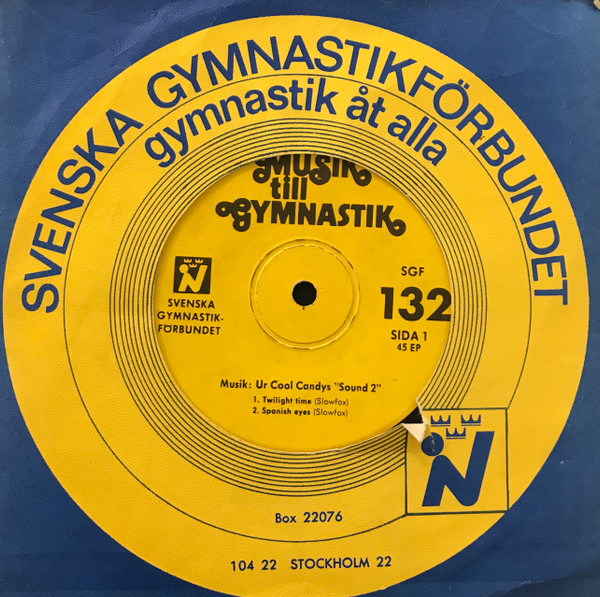 SVENSKA GYMNASTIKFÖRBUNDET
gymnastik åt alla
MUSIK
till
GYMNASTIK
SVENSKA
GYMNASTIK-
FÖRBUNDET
SGF
132
SIDA 1
45 EP
Musik: Ur Cool Candys "Sound 2"
1. Twilight time (Slowfox)
2. Spanish eyes (Slowfox)
Box 22076
104 22 STOCKHOLM 22